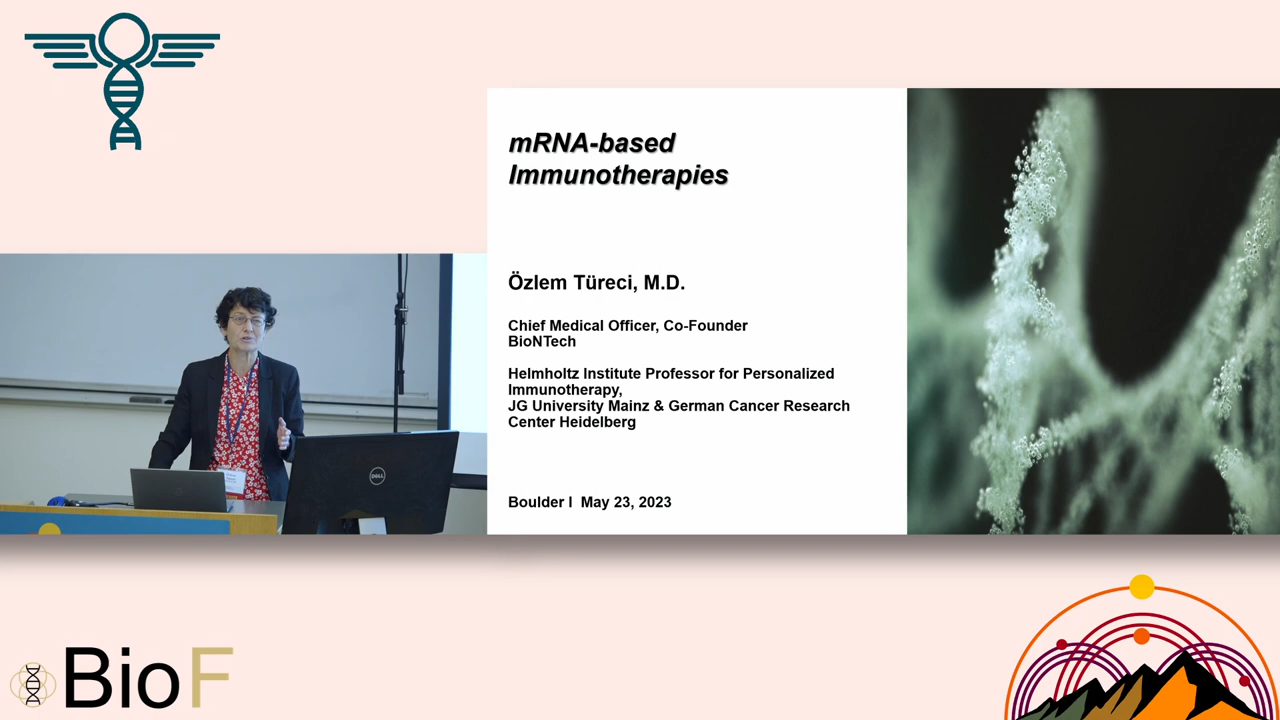 mRNA-based
Immunotherapies
Özlem Türeci, M.D.
Chief Medical Officer, Co-Founder
BioNTech
Helmholtz Institute Professor for Personalized
Immunotherapy,
JG University Mainz & German Cancer Research
Center Heidelberg
Boulder I May 23, 2023
DELL
BioF